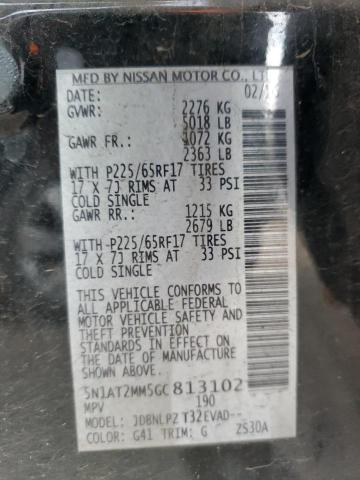 MFD BY NISSAN MOTOR CO., LT
DATE: 02/
GVWR: 2276 KG
5018 LB
GAWR FR.: 1072 KG
2363 LB
WITH P225/65RF17 TIRES
17 X 7J RIMS AT 33 PSI
COLD SINGLE
GAWR RR.: 1215 KG
2679 LB
WITH P225/65RF17 TIRES
17 X 7J RIMS AT 33 PSI
COLD SINGLE
THIS VEHICLE CONFORMS TO
ALL APPLICABLE FEDERAL
MOTOR VEHICLE SAFETY AND
THEFT PREVENTION
STANDARDS IN EFFECT
ON THE DATE OF MFR. SHOWN
ABOVE.
5N1AT2MM5GC813102
MPV 190
MODEL: JDBNLPZ T32EVAD--
COLOR: G41 TRIM: G ZS30A